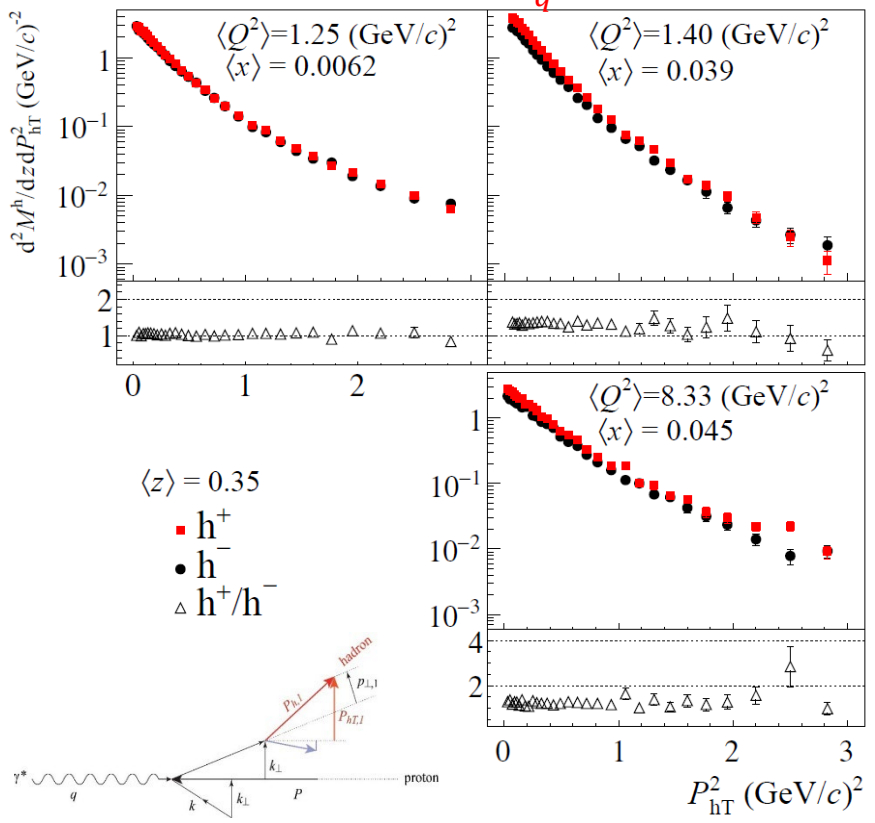 q
d²Mʰ/dzdP²hT (GeV/c)⁻²
⟨Q²⟩=1.25 (GeV/c)²
⟨x⟩ = 0.0062
1
10⁻¹
10⁻²
10⁻³
2
1
0 1 2
⟨Q²⟩=1.40 (GeV/c)²
⟨x⟩ = 0.039
⟨Q²⟩=8.33 (GeV/c)²
⟨x⟩ = 0.045
1
10⁻¹
10⁻²
10⁻³
4
2
0 1 2 3
P²hT (GeV/c)²
⟨z⟩ = 0.35
h⁺
h⁻
h⁺/h⁻
hadron
Ph,1
p⊥,1
PhT,1
k⊥
γ*
q
k
k⊥
P
proton